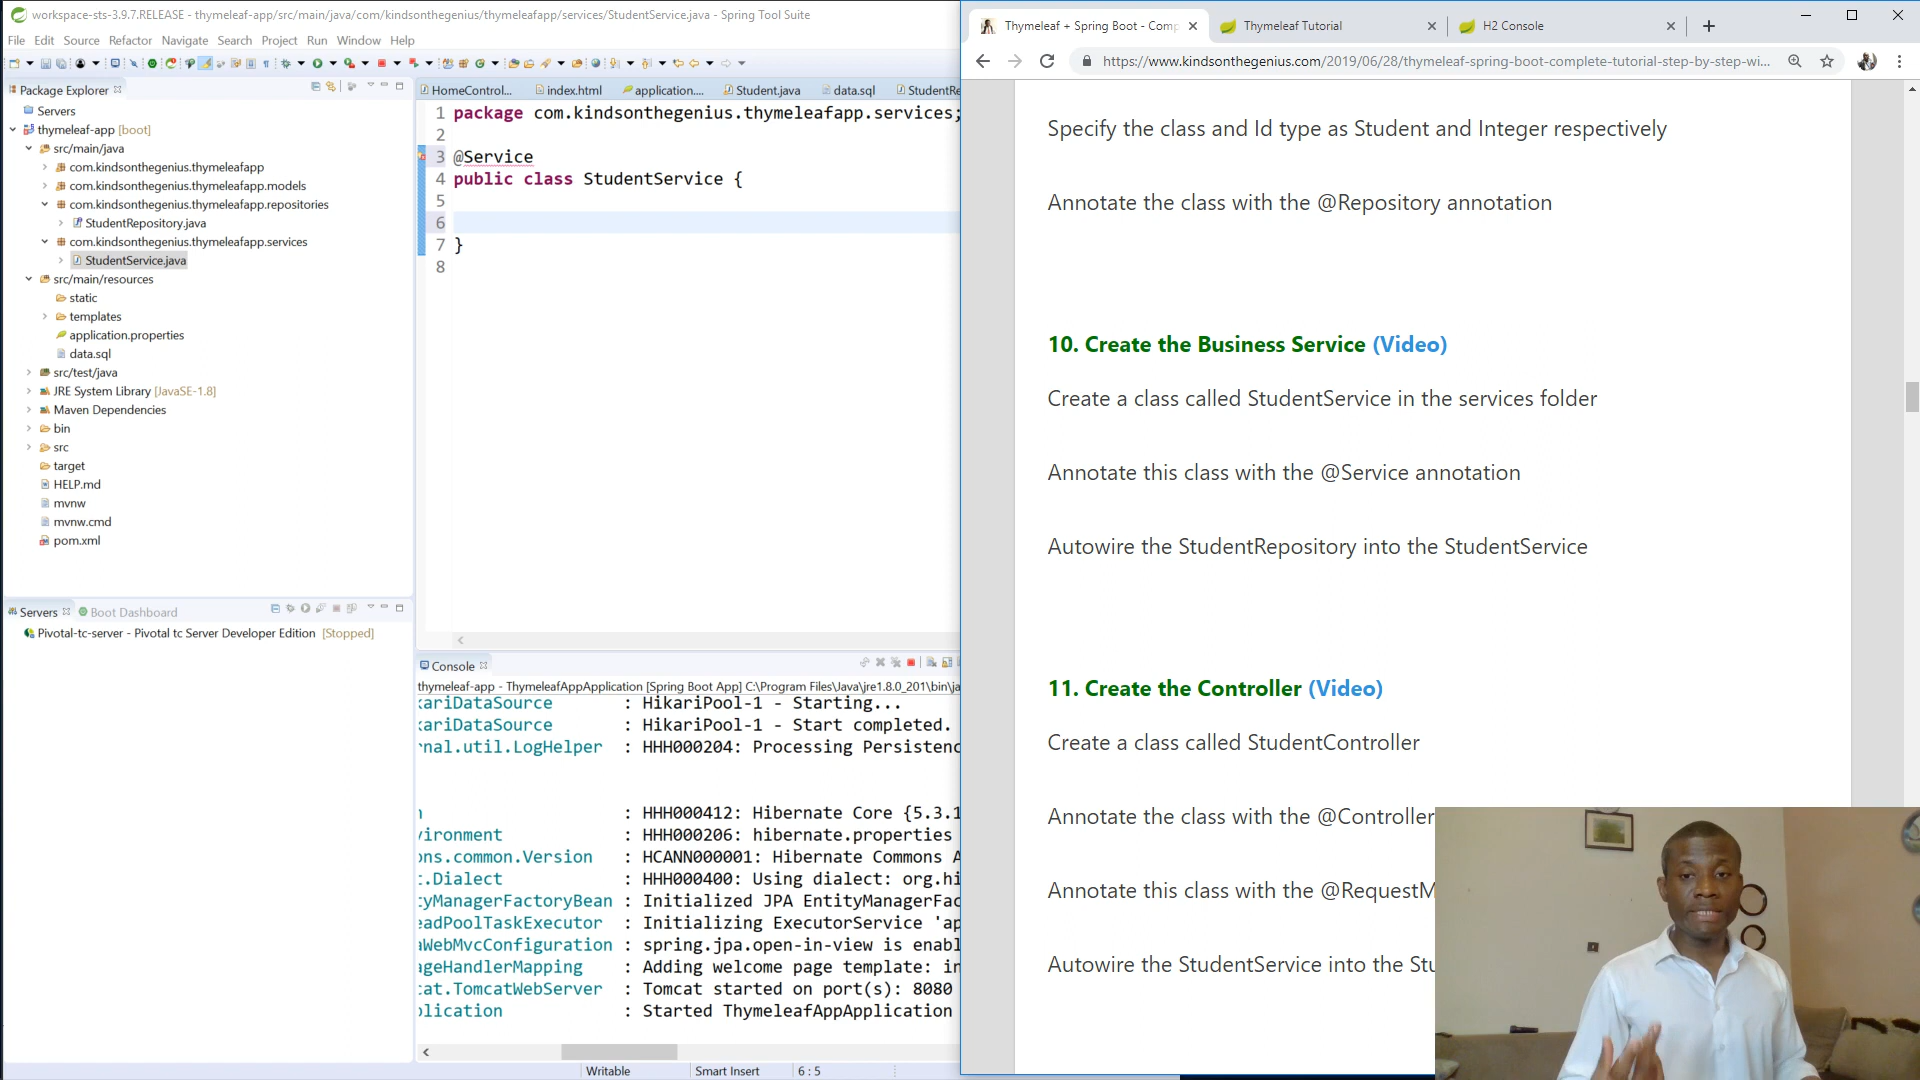 workspace-sts-3.9.7.RELEASE - thymeleaf-app/src/main/java/com/kindsonthegenius/thymeleafapp/services/StudentService.java - Spring Tool Suite
File Edit Source Refactor Navigate Search Project Run Window Help
Package Explorer
Servers
thymeleaf-app [boot]
src/main/java
com.kindsonthegenius.thymeleafapp
com.kindsonthegenius.thymeleafapp.models
com.kindsonthegenius.thymeleafapp.repositories
StudentRepository.java
com.kindsonthegenius.thymeleafapp.services
StudentService.java
src/main/resources
static
templates
application.properties
data.sql
src/test/java
JRE System Library [JavaSE-1.8]
Maven Dependencies
bin
src
target
HELP.md
mvnw
mvnw.cmd
pom.xml
Servers Boot Dashboard
Pivotal-tc-server - Pivotal tc Server Developer Edition [Stopped]
HomeControl... index.html application.... Student.java data.sql StudentRe
1 package com.kindsonthegenius.thymeleafapp.services;
2
3 @Service
4 public class StudentService {
5
6
7 }
8
Console
thymeleaf-app - ThymeleafAppApplication [Spring Boot App] C:\Program Files\Java\jre1.8.0_201\bin\ja
kariDataSource : HikariPool-1 - Starting...
kariDataSource : HikariPool-1 - Start completed.
rnal.util.LogHelper : HHH000204: Processing Persistenc
n : HHH000412: Hibernate Core {5.3.1
vironment : HHH000206: hibernate.properties
ons.common.Version : HCANN000001: Hibernate Commons A
t.Dialect : HHH000400: Using dialect: org.hi
tyManagerFactoryBean : Initialized JPA EntityManagerFac
eadPoolTaskExecutor : Initializing ExecutorService 'ap
aWebMvcConfiguration : spring.jpa.open-in-view is enabl
ageHandlerMapping : Adding welcome page template: in
cat.TomcatWebServer : Tomcat started on port(s): 8080
plication : Started ThymeleafAppApplication
Writable Smart Insert 6 : 5
Thymeleaf + Spring Boot - Comp Thymeleaf Tutorial H2 Console
https://www.kindsonthegenius.com/2019/06/28/thymeleaf-spring-boot-complete-tutorial-step-by-step-wi...
Specify the class and Id type as Student and Integer respectively
Annotate the class with the @Repository annotation
10. Create the Business Service (Video)
Create a class called StudentService in the services folder
Annotate this class with the @Service annotation
Autowire the StudentRepository into the StudentService
11. Create the Controller (Video)
Create a class called StudentController
Annotate the class with the @Controller
Annotate this class with the @RequestM
Autowire the StudentService into the Stu